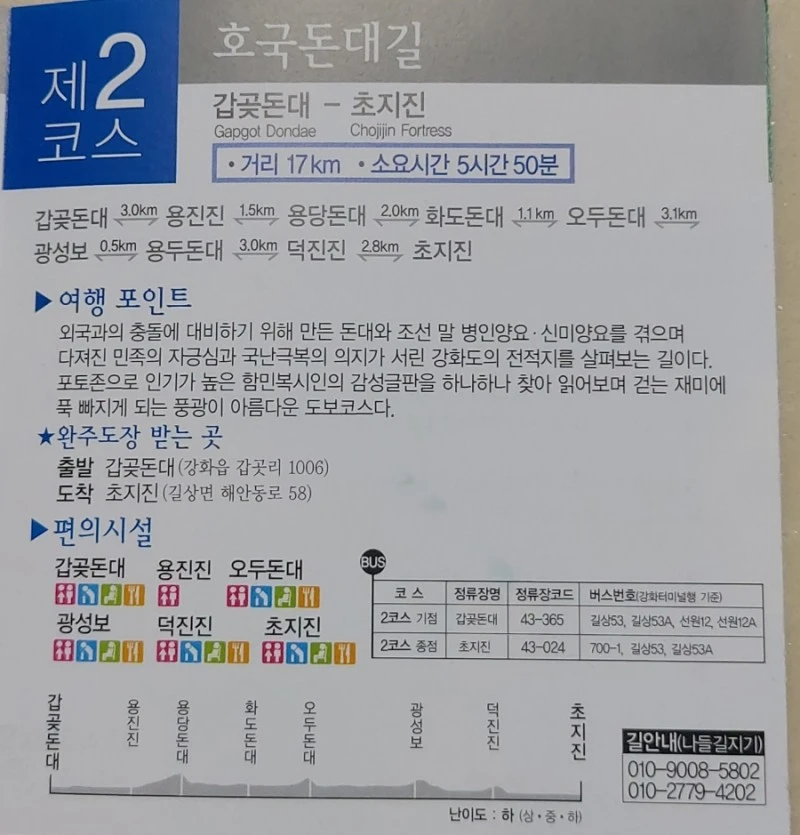 제2
코스
호국돈대길
갑곶돈대 – 초지진
Gapgot Dondae Chojijin Fortress
• 거리 17km • 소요시간 5시간 50분
갑곶돈대 3.0km 용진진 1.5km 용당돈대 2.0km 화도돈대 1.1km 오두돈대 3.1km
광성보 0.5km 용두돈대 3.0km 덕진진 2.8km 초지진
▶ 여행 포인트
외국과의 충돌에 대비하기 위해 만든 돈대와 조선 말 병인양요·신미양요를 겪으며
다져진 민족의 자긍심과 국난극복의 의지가 서린 강화도의 전적지를 살펴보는 길이다.
포토존으로 인기가 높은 함민복시인의 감성글판을 하나하나 찾아 읽어보며 걷는 재미에
푹 빠지게 되는 풍광이 아름다운 도보코스다.
★완주도장 받는 곳
출발 갑곶돈대(강화읍 갑곳리 1006)
도착 초지진(길상면 해안동로 58)
▶편의시설
갑곶돈대 용진진 오두돈대
광성보 덕진진 초지진
BUS
코 스 정류장명 정류장코드 버스번호(강화터미널행 기준)
2코스 기점 갑곶돈대 43-365 길상53, 길상53A, 선원12, 선원12A
2코스 종점 초지진 43-024 700-1, 길상53, 길상53A
갑곶돈대 용진진 용당돈대 화도돈대 오두돈대 광성보 덕진진 초지진
난이도 : 하 (상·중·하)
길안내(나들길지기)
010-9008-5802
010-2779-4202